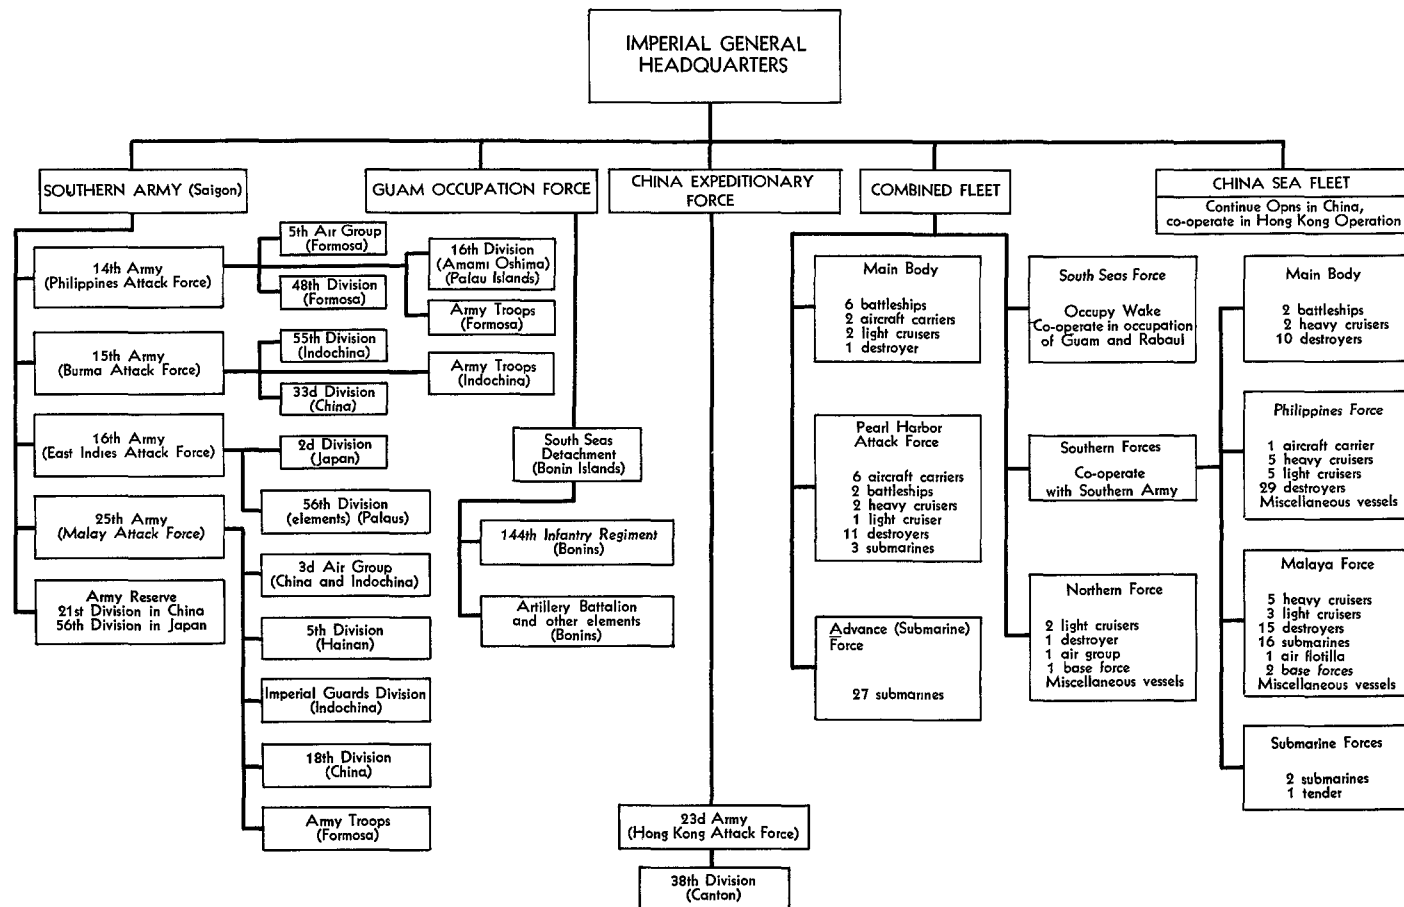 IMPERIAL GENERAL
HEADQUARTERS
SOUTHERN ARMY (Saigon)
GUAM OCCUPATION FORCE
CHINA EXPEDITIONARY
FORCE
COMBINED FLEET
CHINA SEA FLEET
Continue Opns in China,
co-operate in Hong Kong Operation
14th Army
(Philippines Attack Force)
5th Air Group
(Formosa)
48th Division
(Formosa)
16th Division
(Amami Oshima)
(Palau Islands)
Army Troops
(Formosa)
15th Army
(Burma Attack Force)
55th Division
(Indochina)
33d Division
(China)
Army Troops
(Indochina)
16th Army
(East Indies Attack Force)
2d Division
(Japan)
56th Division
(elements) (Palaus)
25th Army
(Malay Attack Force)
3d Air Group
(China and Indochina)
5th Division
(Hainan)
Imperial Guards Division
(Indochina)
18th Division
(China)
Army Troops
(Formosa)
Army Reserve
21st Division in China
56th Division in Japan
South Seas
Detachment
(Bonin Islands)
144th Infantry Regiment
(Bonins)
Artillery Battalion
and other elements
(Bonins)
23d Army
(Hong Kong Attack Force)
38th Division
(Canton)
Main Body
6 battleships
2 aircraft carriers
2 light cruisers
1 destroyer
Pearl Harbor
Attack Force
6 aircraft carriers
2 battleships
2 heavy cruisers
1 light cruiser
11 destroyers
3 submarines
Advance (Submarine)
Force
27 submarines
South Seas Force
Occupy Wake
Co-operate in occupation
of Guam and Rabaul
Southern Forces
Co-operate
with Southern Army
Northern Force
2 light cruisers
1 destroyer
1 air group
1 base force
Miscellaneous vessels
Main Body
2 battleships
2 heavy cruisers
10 destroyers
Philippines Force
1 aircraft carrier
5 heavy cruisers
5 light cruisers
29 destroyers
Miscellaneous vessels
Malaya Force
5 heavy cruisers
3 light cruisers
15 destroyers
16 submarines
1 air flotilla
2 base forces
Miscellaneous vessels
Submarine Forces
2 submarines
1 tender